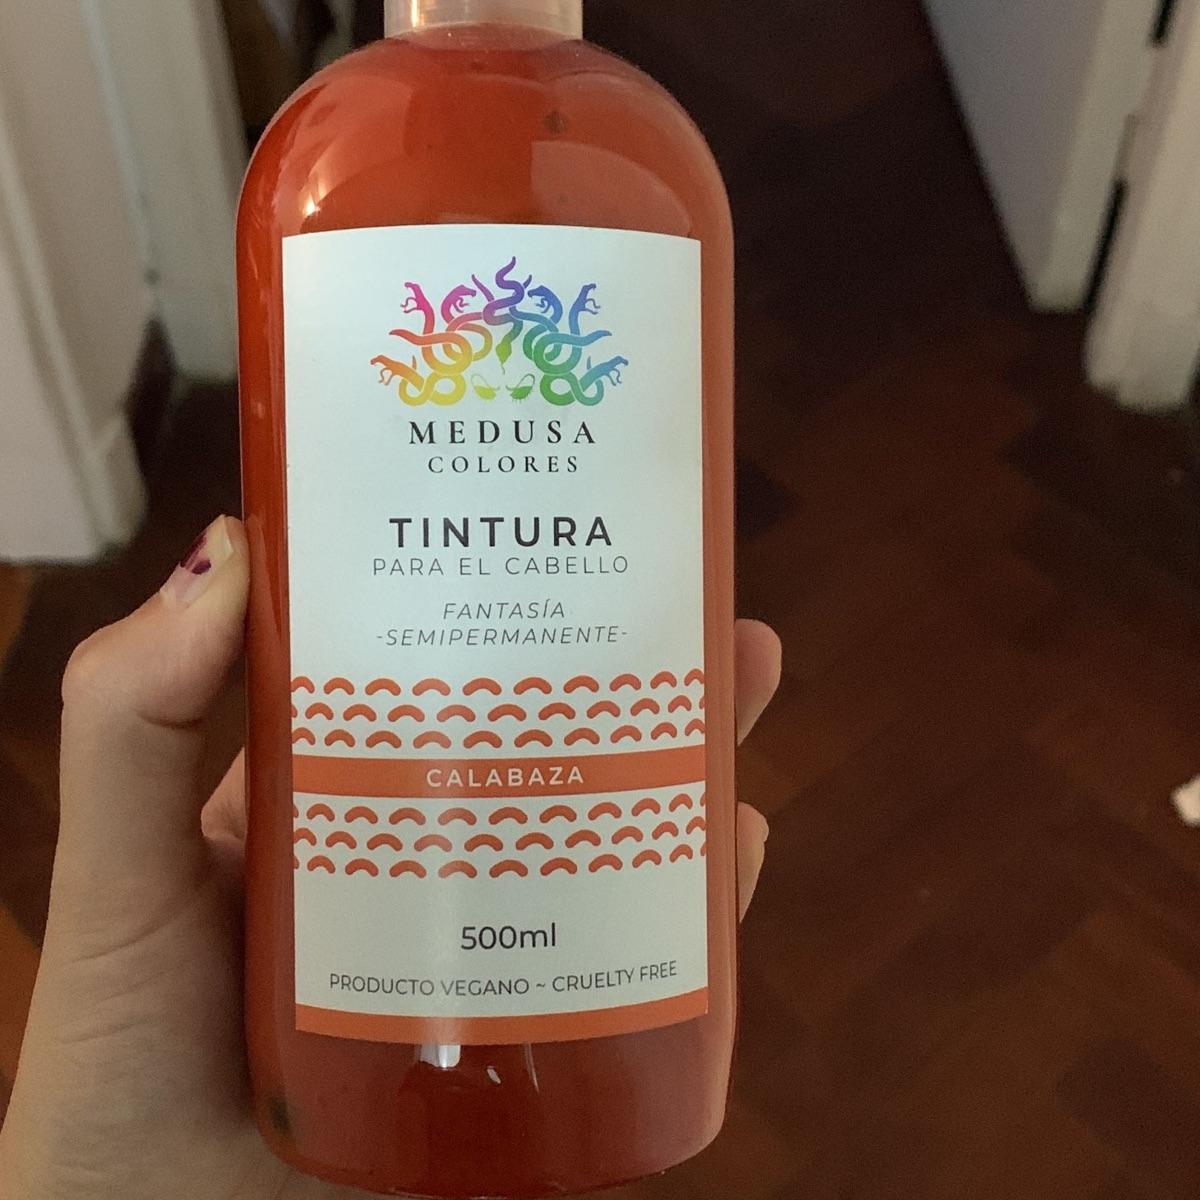 MEDUSA
COLORES
TINTURA
PARA EL CABELLO
FANTASÍA
-SEMIPERMANENTE-
CALABAZA
500ml
PRODUCTO VEGANO ~ CRUELTY FREE